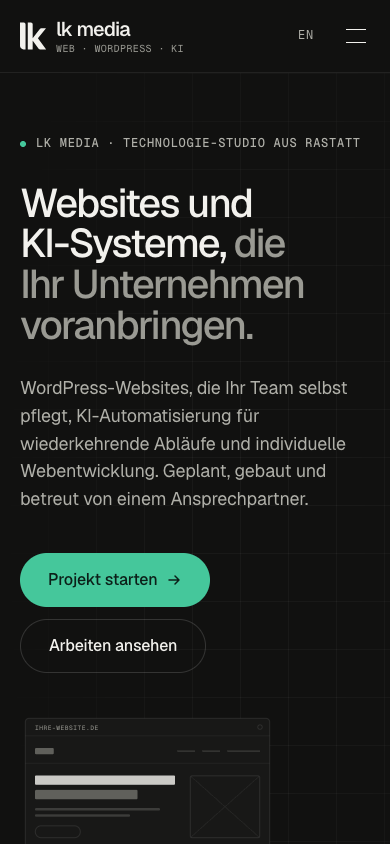 lk lk media
WEB · WORDPRESS · KI
EN
LK MEDIA · TECHNOLOGIE-STUDIO AUS RASTATT
Websites und
KI-Systeme, die
Ihr Unternehmen
voranbringen.
WordPress-Websites, die Ihr Team selbst
pflegt, KI-Automatisierung für
wiederkehrende Abläufe und individuelle
Webentwicklung. Geplant, gebaut und
betreut von einem Ansprechpartner.
Projekt starten →
Arbeiten ansehen
IHRE-WEBSITE.DE